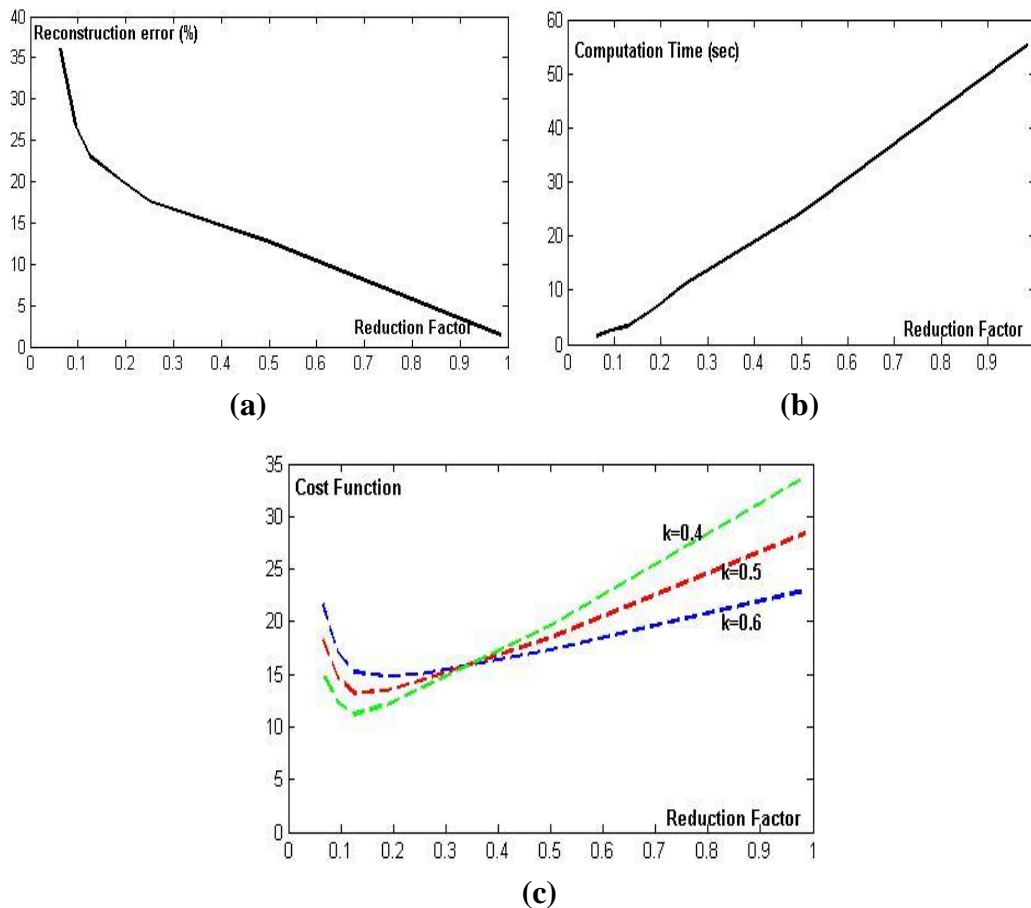 40
Reconstruction error (%)
35
30
25
20
15
10
5
0
Reduction Factor
0 0.1 0.2 0.3 0.4 0.5 0.6 0.7 0.8 0.9 1
(a)
60
Computation Time (sec)
50
40
30
20
10
0
Reduction Factor
0 0.1 0.2 0.3 0.4 0.5 0.6 0.7 0.8 0.9
(b)
35
Cost Function
30
25
20
15
10
5
0
k=0.4
k=0.5
k=0.6
Reduction Factor
0 0.1 0.2 0.3 0.4 0.5 0.6 0.7 0.8 0.9 1
(c)